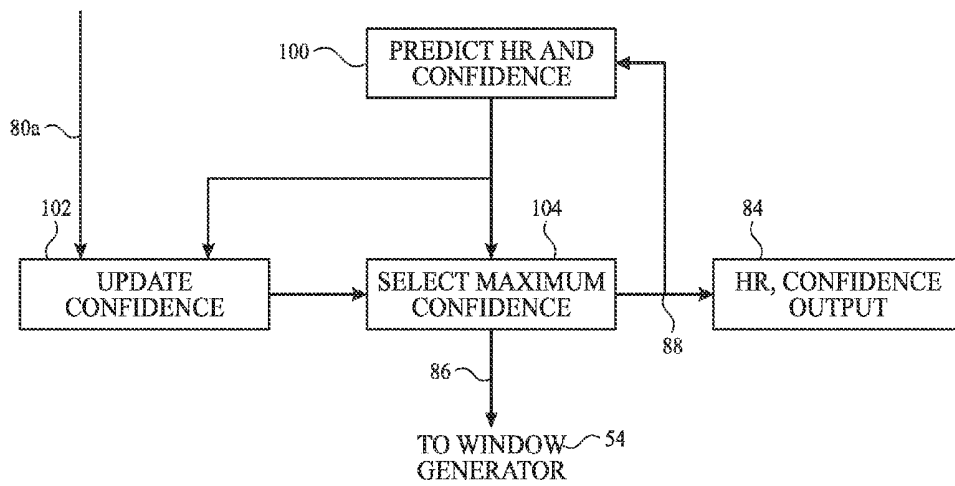 100
PREDICT HR AND
CONFIDENCE
80a
102
104
84
UPDATE
CONFIDENCE
SELECT MAXIMUM
CONFIDENCE
HR, CONFIDENCE
OUTPUT
88
86
TO WINDOW
GENERATOR
54